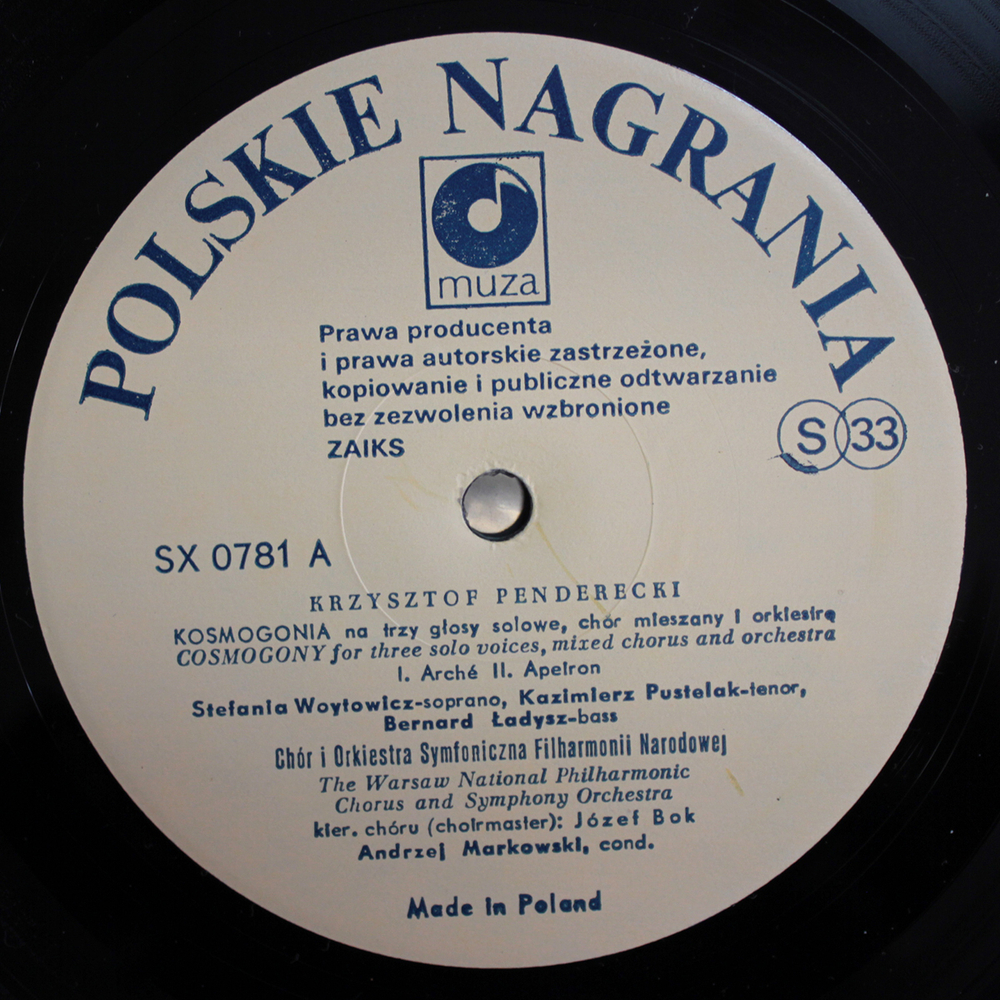 POLSKIE NAGRANIA
muza
Prawa producenta
i prawa autorskie zastrzeżone,
kopiowanie i publiczne odtwarzanie
bez zezwolenia wzbronione
ZAIKS
S 33
SX 0781 A
KRZYSZTOF PENDERECKI
KOSMOGONIA na trzy głosy solowe, chór mieszany i orkiestrę
COSMOGONY for three solo voices, mixed chorus and orchestra
I. Arché II. Apeiron
Stefania Woytowicz-soprano, Kazimierz Pustelak-tenor,
Bernard Ładysz-bass
Chór i Orkiestra Symfoniczna Filharmonii Narodowej
The Warsaw National Philharmonic
Chorus and Symphony Orchestra
kier. chóru (choirmaster): Józef Bok
Andrzej Markowski, cond.
Made in Poland